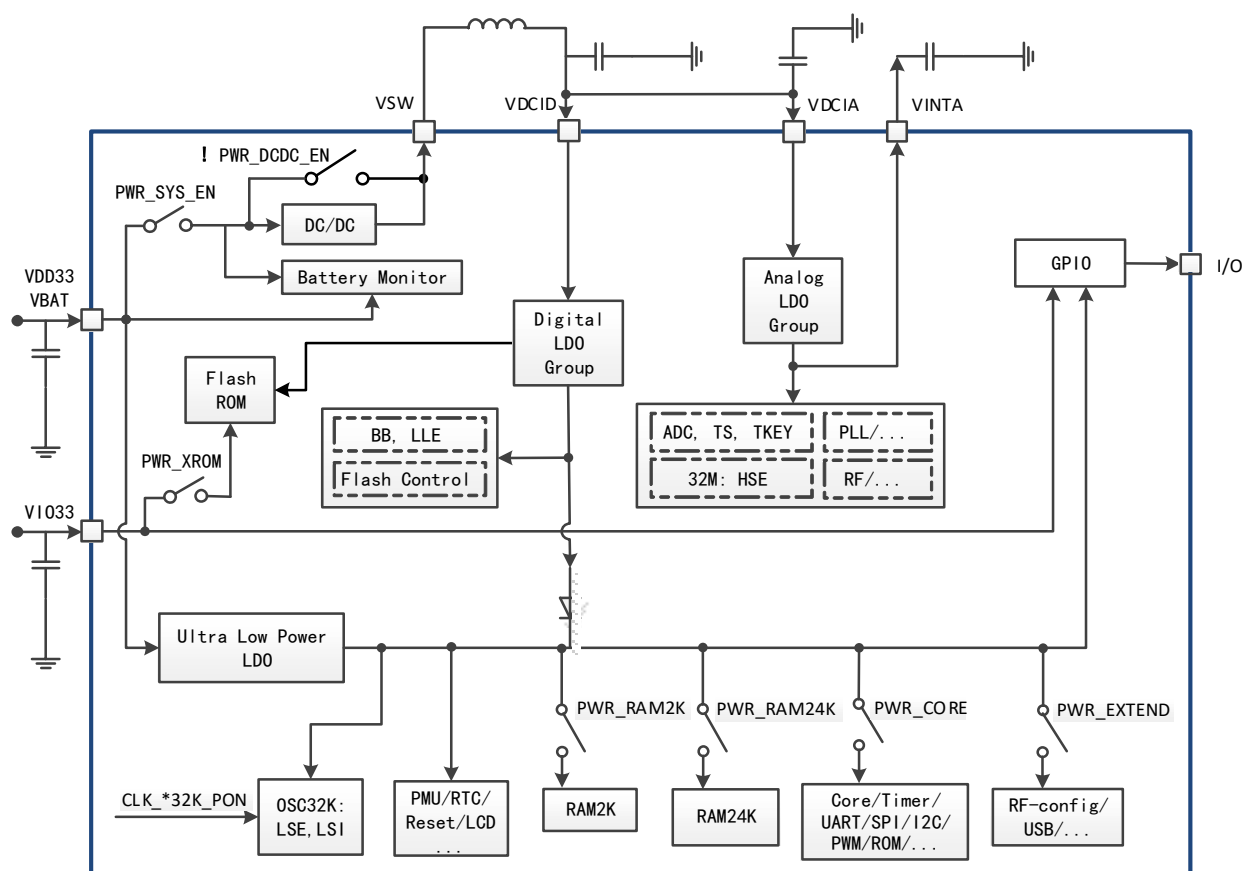 VSW
VDCID
VDCIA
VINTA
! PWR_DCDC_EN
PWR_SYS_EN
DC/DC
Battery Monitor
VDD33
VBAT
GPIO
I/O
Analog
LDO
Group
Digital
LDO
Group
Flash
ROM
BB, LLE
Flash Control
ADC, TS, TKEY
PLL/...
32M: HSE
RF/...
PWR_XROM
VIO33
Ultra Low Power
LDO
PWR_RAM2K
PWR_RAM24K
PWR_CORE
PWR_EXTEND
CLK_*32K_PON
OSC32K:
LSE, LSI
PMU/RTC/
Reset/LCD
...
RAM2K
RAM24K
Core/Timer/
UART/SPI/I2C/
PWM/ROM/...
RF-config/
USB/...